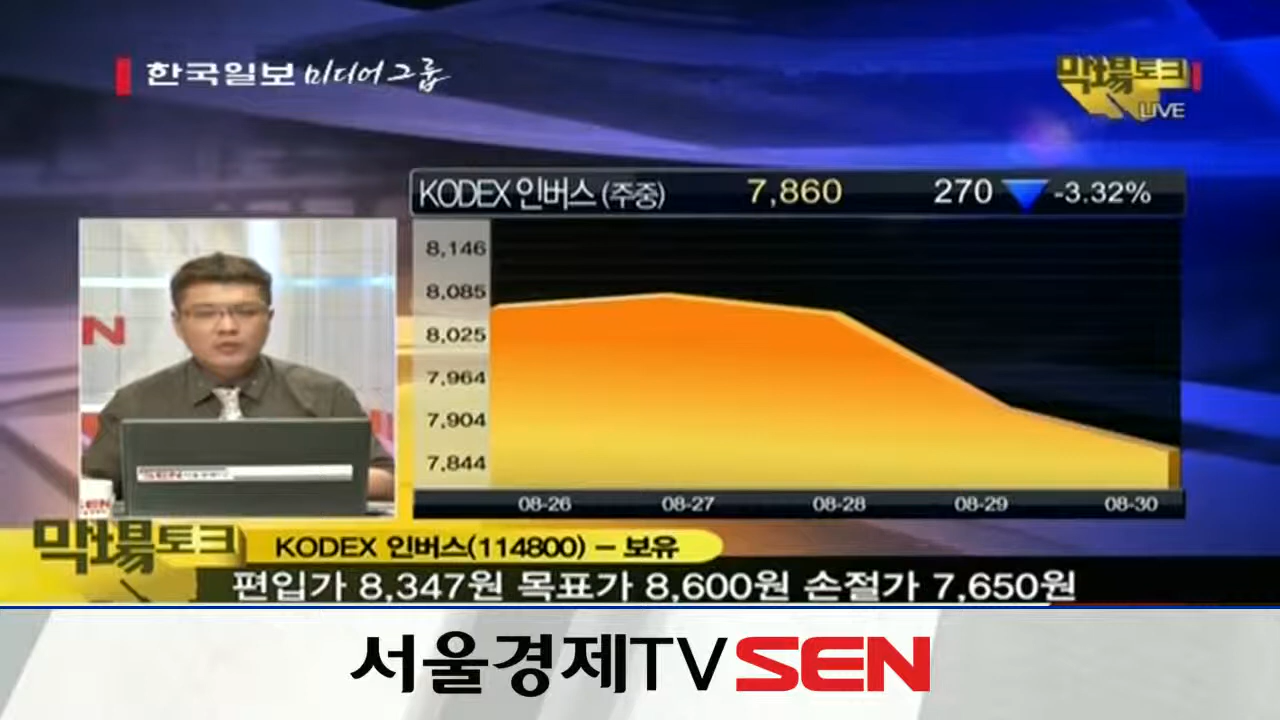 한국일보 미디어그룹
막場토크
LIVE
KODEX 인버스 (주중) 7,860 270 ▼ -3.32%
8,146
8,085
8,025
7,964
7,904
7,844
08-26 08-27 08-28 08-29 08-30
EN
SEN
막場토크
KODEX 인버스(114800) – 보유
편입가 8,347원 목표가 8,600원 손절가 7,650원
서울경제TV SEN